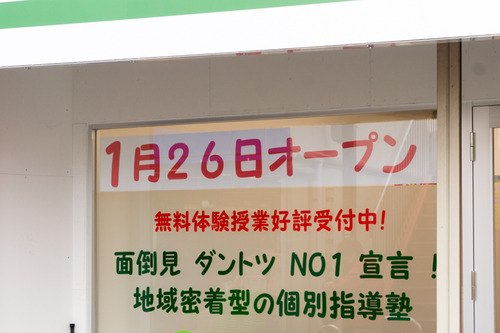 1月26日オープン
無料体験授業好評受付中!
面倒見 ダントツ NO1 宣言 !
地域密着型の個別指導塾